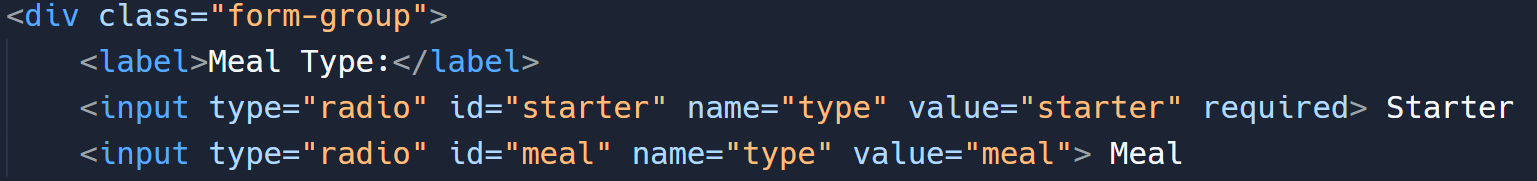 <div class="form-group">
<label>Meal Type:</label>
<input type="radio" id="starter" name="type" value="starter" required> Starter
<input type="radio" id="meal" name="type" value="meal"> Meal